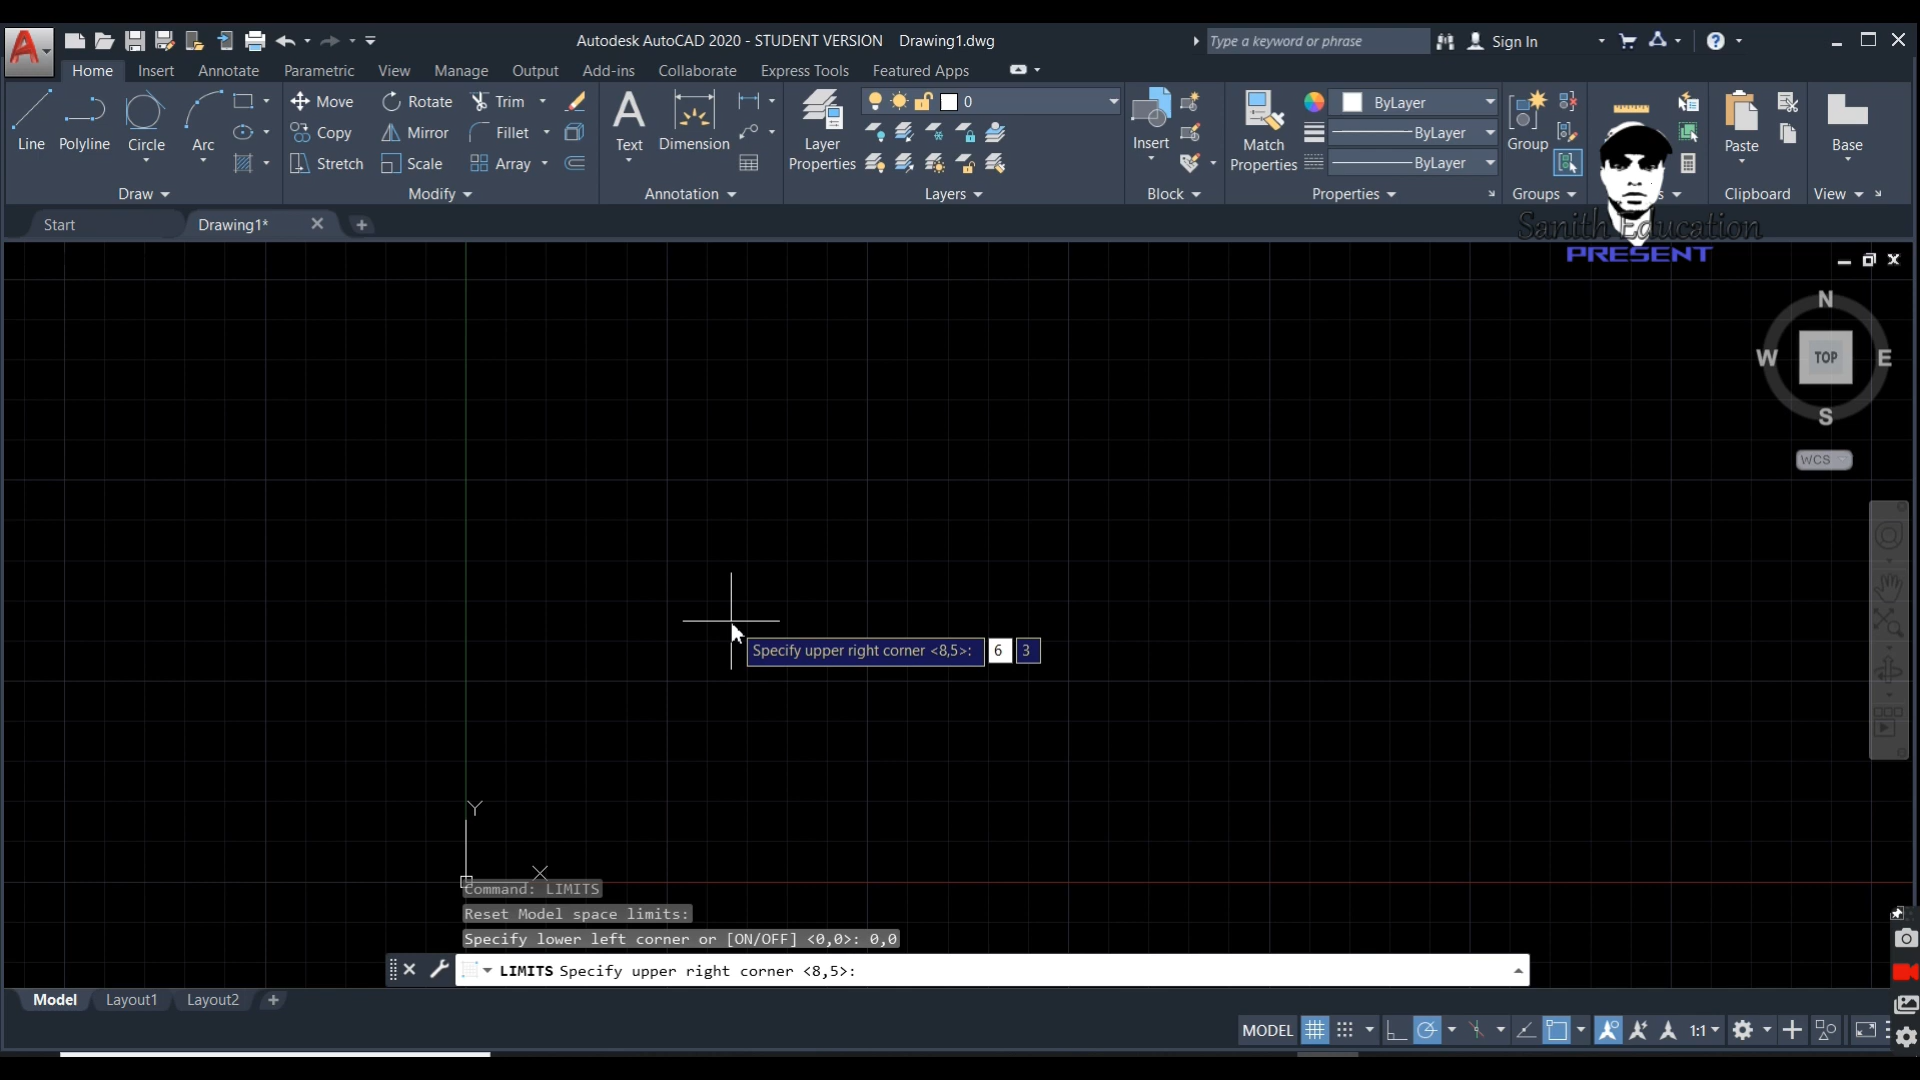 Autodesk AutoCAD 2020 - STUDENT VERSION Drawing1.dwg
Type a keyword or phrase
Sign In
Home Insert Annotate Parametric View Manage Output Add-ins Collaborate Express Tools Featured Apps
Line Polyline Circle Arc
Move Rotate Trim
Copy Mirror Fillet
Stretch Scale Array
Text Dimension
Layer Properties
0
Insert
Match Properties
ByLayer
ByLayer
ByLayer
Group
Paste
Base
Draw Modify Annotation Layers Block Properties Groups Clipboard View
Start Drawing1*
Sanith Education
PRESENT
N
W TOP E
S
WCS
Specify upper right corner <8,5>: 6 3
Y
X
Command: LIMITS
Reset Model space limits:
Specify lower left corner or [ON/OFF] <0,0>: 0,0
LIMITS Specify upper right corner <8,5>:
Model Layout1 Layout2
MODEL 1:1